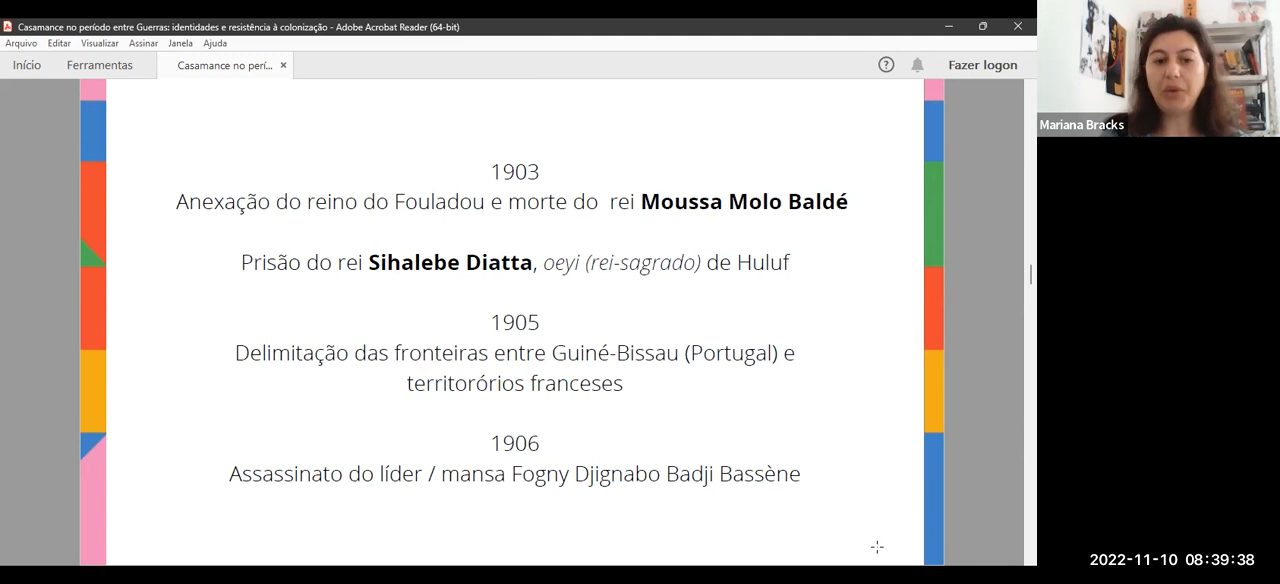 Casamance no período entre Guerras: identidades e resistência à colonização - Adobe Acrobat Reader (64-bit)
Arquivo Editar Visualizar Assinar Janela Ajuda
Início Ferramentas Casamance no perí... × Fazer logon
Mariana Bracks
1903
Anexação do reino do Fouladou e morte do rei Moussa Molo Baldé
Prisão do rei Sihalebe Diatta, oeyi (rei-sagrado) de Huluf
1905
Delimitação das fronteiras entre Guiné-Bissau (Portugal) e
territorórios franceses
1906
Assassinato do líder / mansa Fogny Djignabo Badji Bassène
2022-11-10 08:39:38